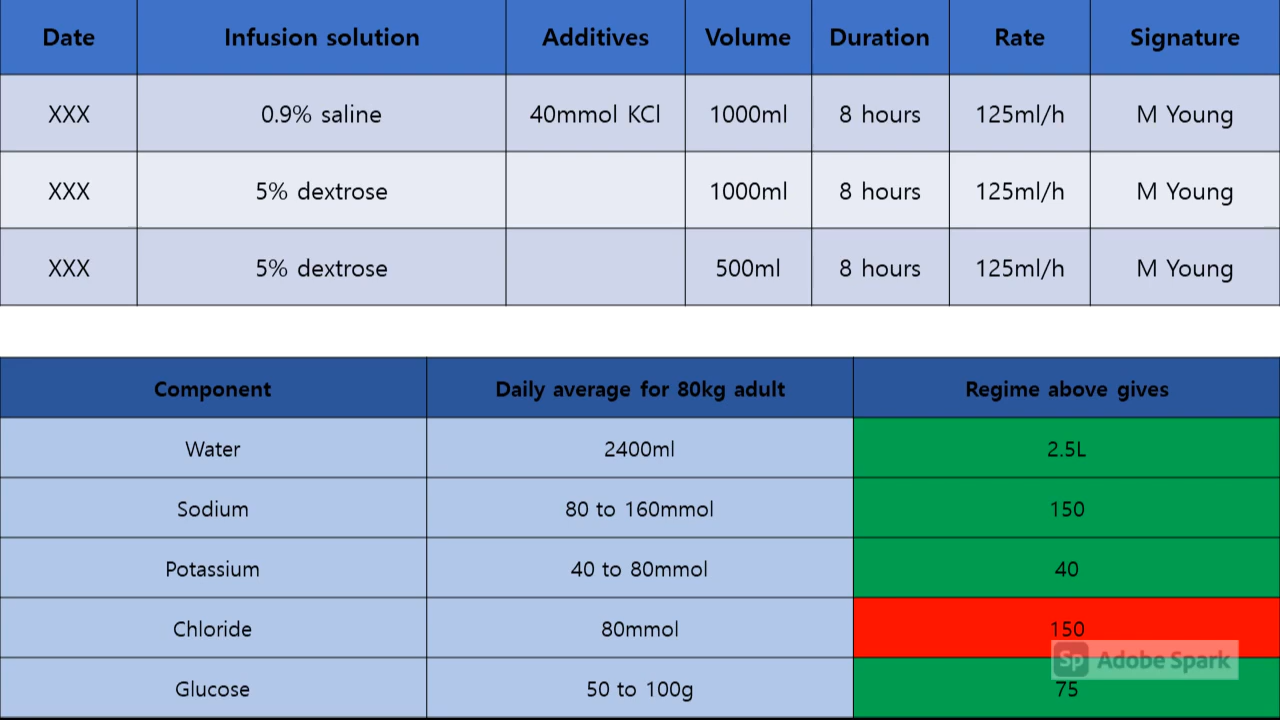 Date Infusion solution Additives Volume Duration Rate Signature
XXX 0.9% saline 40mmol KCl 1000ml 8 hours 125ml/h M Young
XXX 5% dextrose 1000ml 8 hours 125ml/h M Young
XXX 5% dextrose 500ml 8 hours 125ml/h M Young
Component Daily average for 80kg adult Regime above gives
Water 2400ml 2.5L
Sodium 80 to 160mmol 150
Potassium 40 to 80mmol 40
Chloride 80mmol 150
Sp Adobe Spark
Glucose 50 to 100g 75